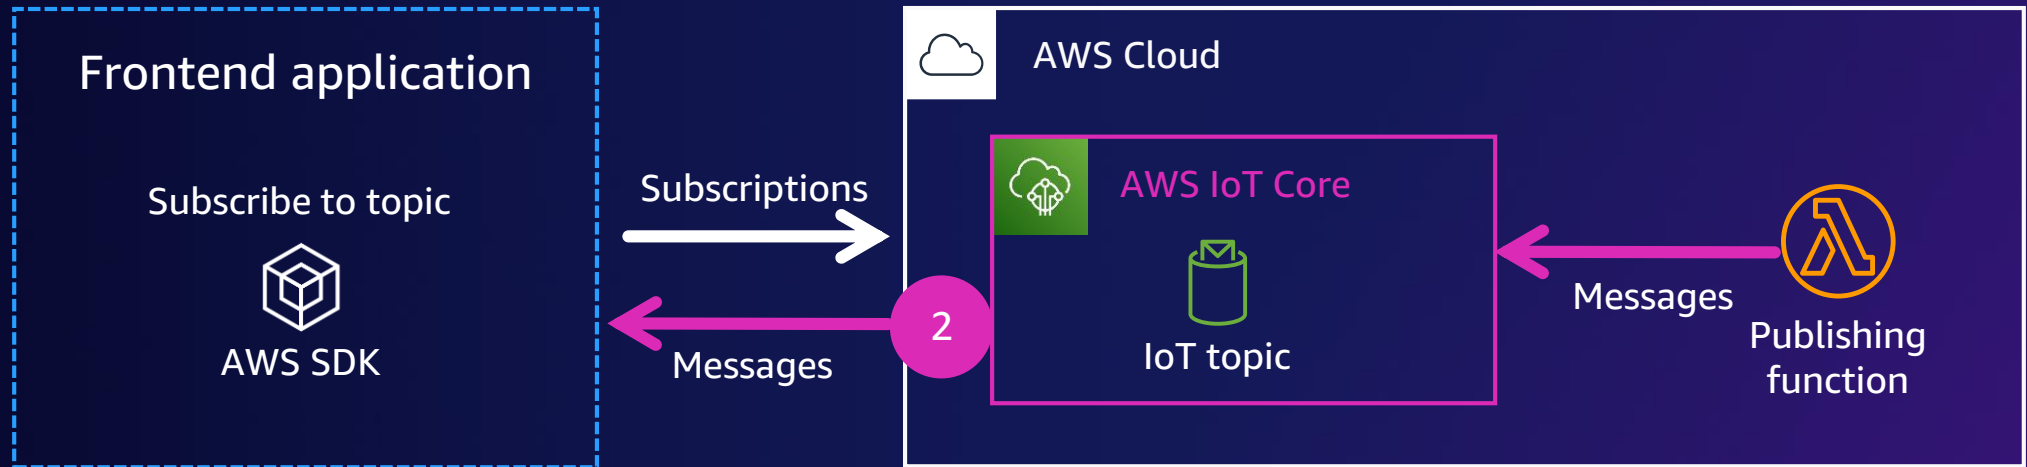 Frontend application
Subscribe to topic
AWS SDK
Subscriptions
Messages
2
AWS Cloud
AWS IoT Core
IoT topic
Messages
Publishing
function